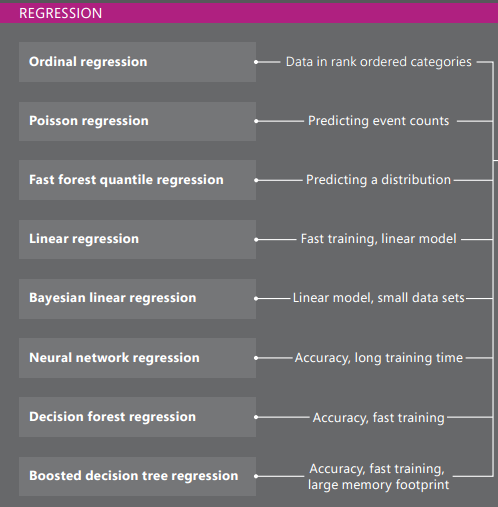 REGRESSION
Ordinal regression
Data in rank ordered categories
Poisson regression
Predicting event counts
Fast forest quantile regression
Predicting a distribution
Linear regression
Fast training, linear model
Bayesian linear regression
Linear model, small data sets
Neural network regression
Accuracy, long training time
Decision forest regression
Accuracy, fast training
Boosted decision tree regression
Accuracy, fast training,
large memory footprint